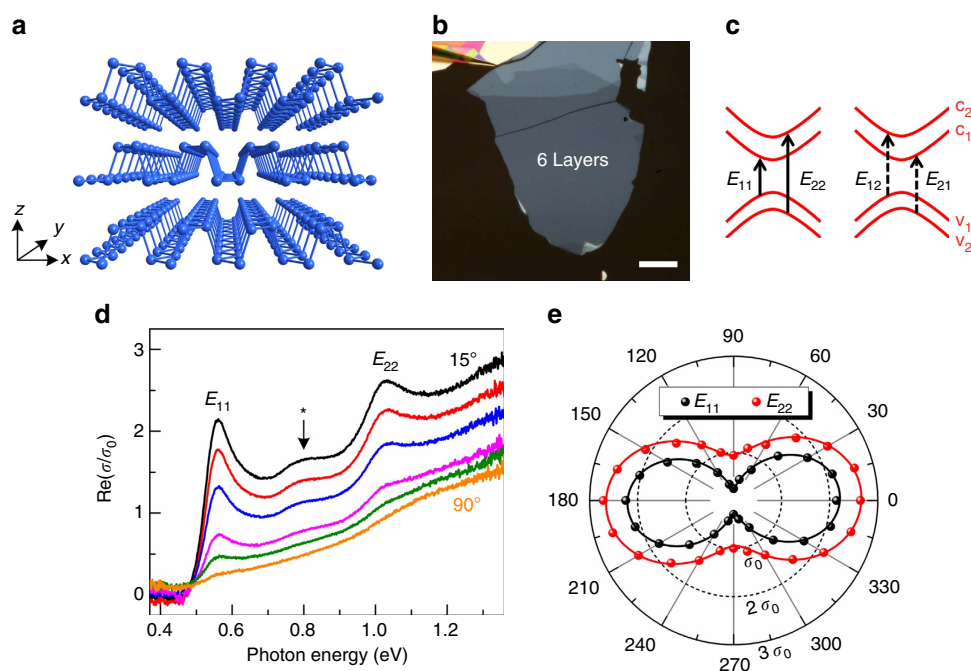 a
z
y
x
b
6 Layers
c
c2
c1
E11
E22
E12
E21
v1
v2
d
3
2
1
0
Re(σ/σ0)
E11
*
E22
15°
90°
0.4 0.6 0.8 1.0 1.2
Photon energy (eV)
e
90
120
60
E11 E22
150
30
180
0
σ0
2 σ0
3 σ0
210
330
240
300
270